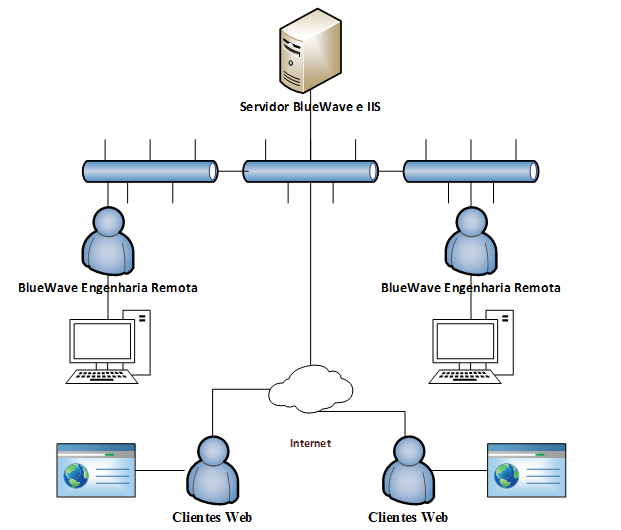 Servidor BlueWave e IIS
BlueWave Engenharia Remota
BlueWave Engenharia Remota
Internet
Clientes Web
Clientes Web